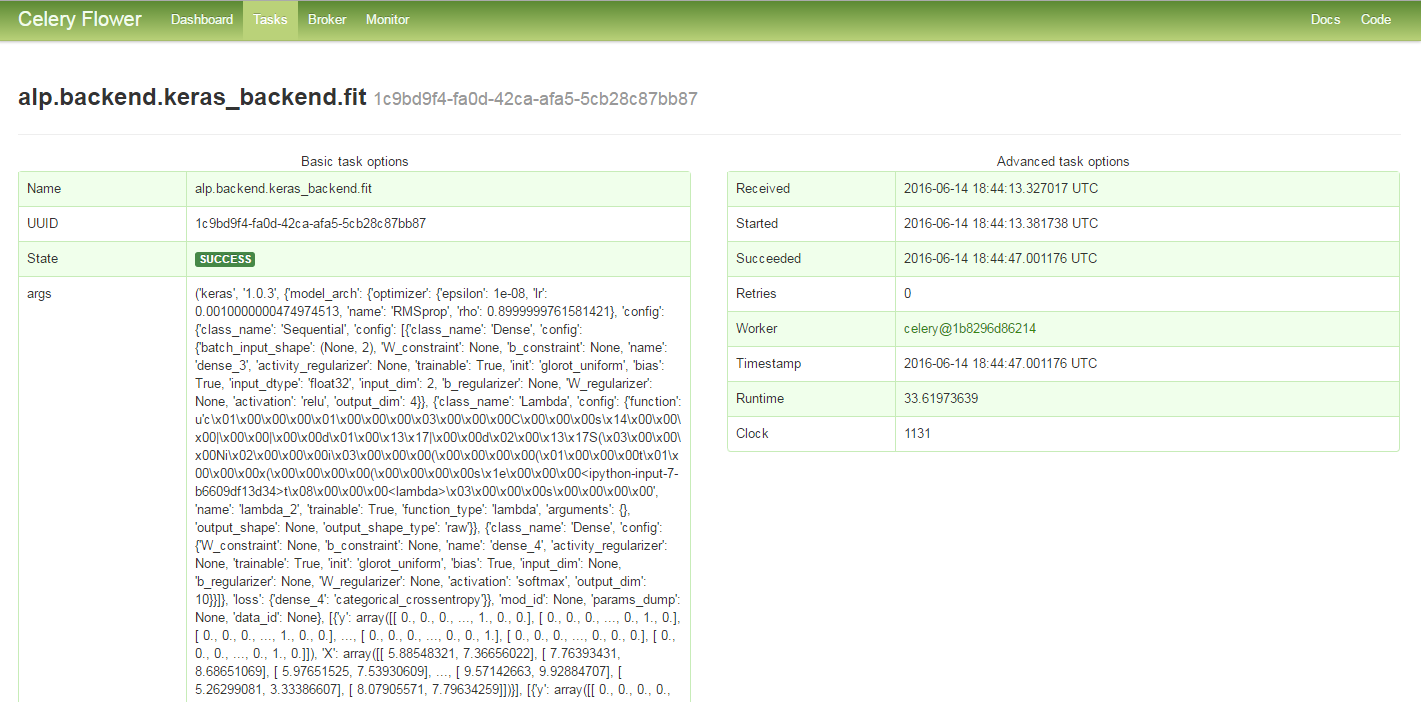 Celery Flower Dashboard Tasks Broker Monitor Docs Code
alp.backend.keras_backend.fit 1c9bd9f4-fa0d-42ca-afa5-5cb28c87bb87
Basic task options
Name alp.backend.keras_backend.fit
UUID 1c9bd9f4-fa0d-42ca-afa5-5cb28c87bb87
State SUCCESS
args ('keras', '1.0.3', {'model_arch': {'optimizer': {'epsilon': 1e-08, 'lr':
0.0010000000474974513, 'name': 'RMSprop', 'rho': 0.8999999761581421}, 'config':
{'class_name': 'Sequential', 'config': [{'class_name': 'Dense', 'config':
{'batch_input_shape': (None, 2), 'W_constraint': None, 'b_constraint': None, 'name':
'dense_3', 'activity_regularizer': None, 'trainable': True, 'init': 'glorot_uniform', 'bias':
True, 'input_dtype': 'float32', 'input_dim': 2, 'b_regularizer': None, 'W_regularizer':
None, 'activation': 'relu', 'output_dim': 4}}, {'class_name': 'Lambda', 'config': {'function':
u'c\x01\x00\x00\x00\x01\x00\x00\x00\x03\x00\x00\x00C\x00\x00\x00s\x14\x00\x00\
x00|\x00\x00|\x00\x00d\x01\x00\x13\x17|\x00\x00d\x02\x00\x13\x17S(\x03\x00\x00\
x00Ni\x02\x00\x00\x00i\x03\x00\x00\x00(\x00\x00\x00\x00(\x01\x00\x00\x00t\x01\x
00\x00\x00x(\x00\x00\x00\x00(\x00\x00\x00\x00s\x1e\x00\x00\x00<ipython-input-7-
b6609df13d34>t\x08\x00\x00\x00<lambda>\x03\x00\x00\x00s\x00\x00\x00\x00',
'name': 'lambda_2', 'trainable': True, 'function_type': 'lambda', 'arguments': {},
'output_shape': None, 'output_shape_type': 'raw'}}, {'class_name': 'Dense', 'config':
{'W_constraint': None, 'b_constraint': None, 'name': 'dense_4', 'activity_regularizer':
None, 'trainable': True, 'init': 'glorot_uniform', 'bias': True, 'input_dim': None,
'b_regularizer': None, 'W_regularizer': None, 'activation': 'softmax', 'output_dim':
10}}]}, 'loss': {'dense_4': 'categorical_crossentropy'}}, 'mod_id': None, 'params_dump':
None, 'data_id': None}, [{'y': array([[ 0., 0., 0., ..., 1., 0., 0.], [ 0., 0., 0., ..., 0., 1., 0.],
[ 0., 0., 0., ..., 1., 0., 0.], ..., [ 0., 0., 0., ..., 0., 0., 1.], [ 0., 0., 0., ..., 0., 0., 0.], [ 0.,
0., 0., ..., 0., 1., 0.]]), 'X': array([[ 5.88548321, 7.36656022], [ 7.76393431,
8.68651069], [ 5.97651525, 7.53930609], ..., [ 9.57142663, 9.92884707], [
5.26299081, 3.33386607], [ 8.07905571, 7.79634259]])}], [{'y': array([[ 0., 0., 0., 0.,
Advanced task options
Received 2016-06-14 18:44:13.327017 UTC
Started 2016-06-14 18:44:13.381738 UTC
Succeeded 2016-06-14 18:44:47.001176 UTC
Retries 0
Worker celery@1b8296d86214
Timestamp 2016-06-14 18:44:47.001176 UTC
Runtime 33.61973639
Clock 1131